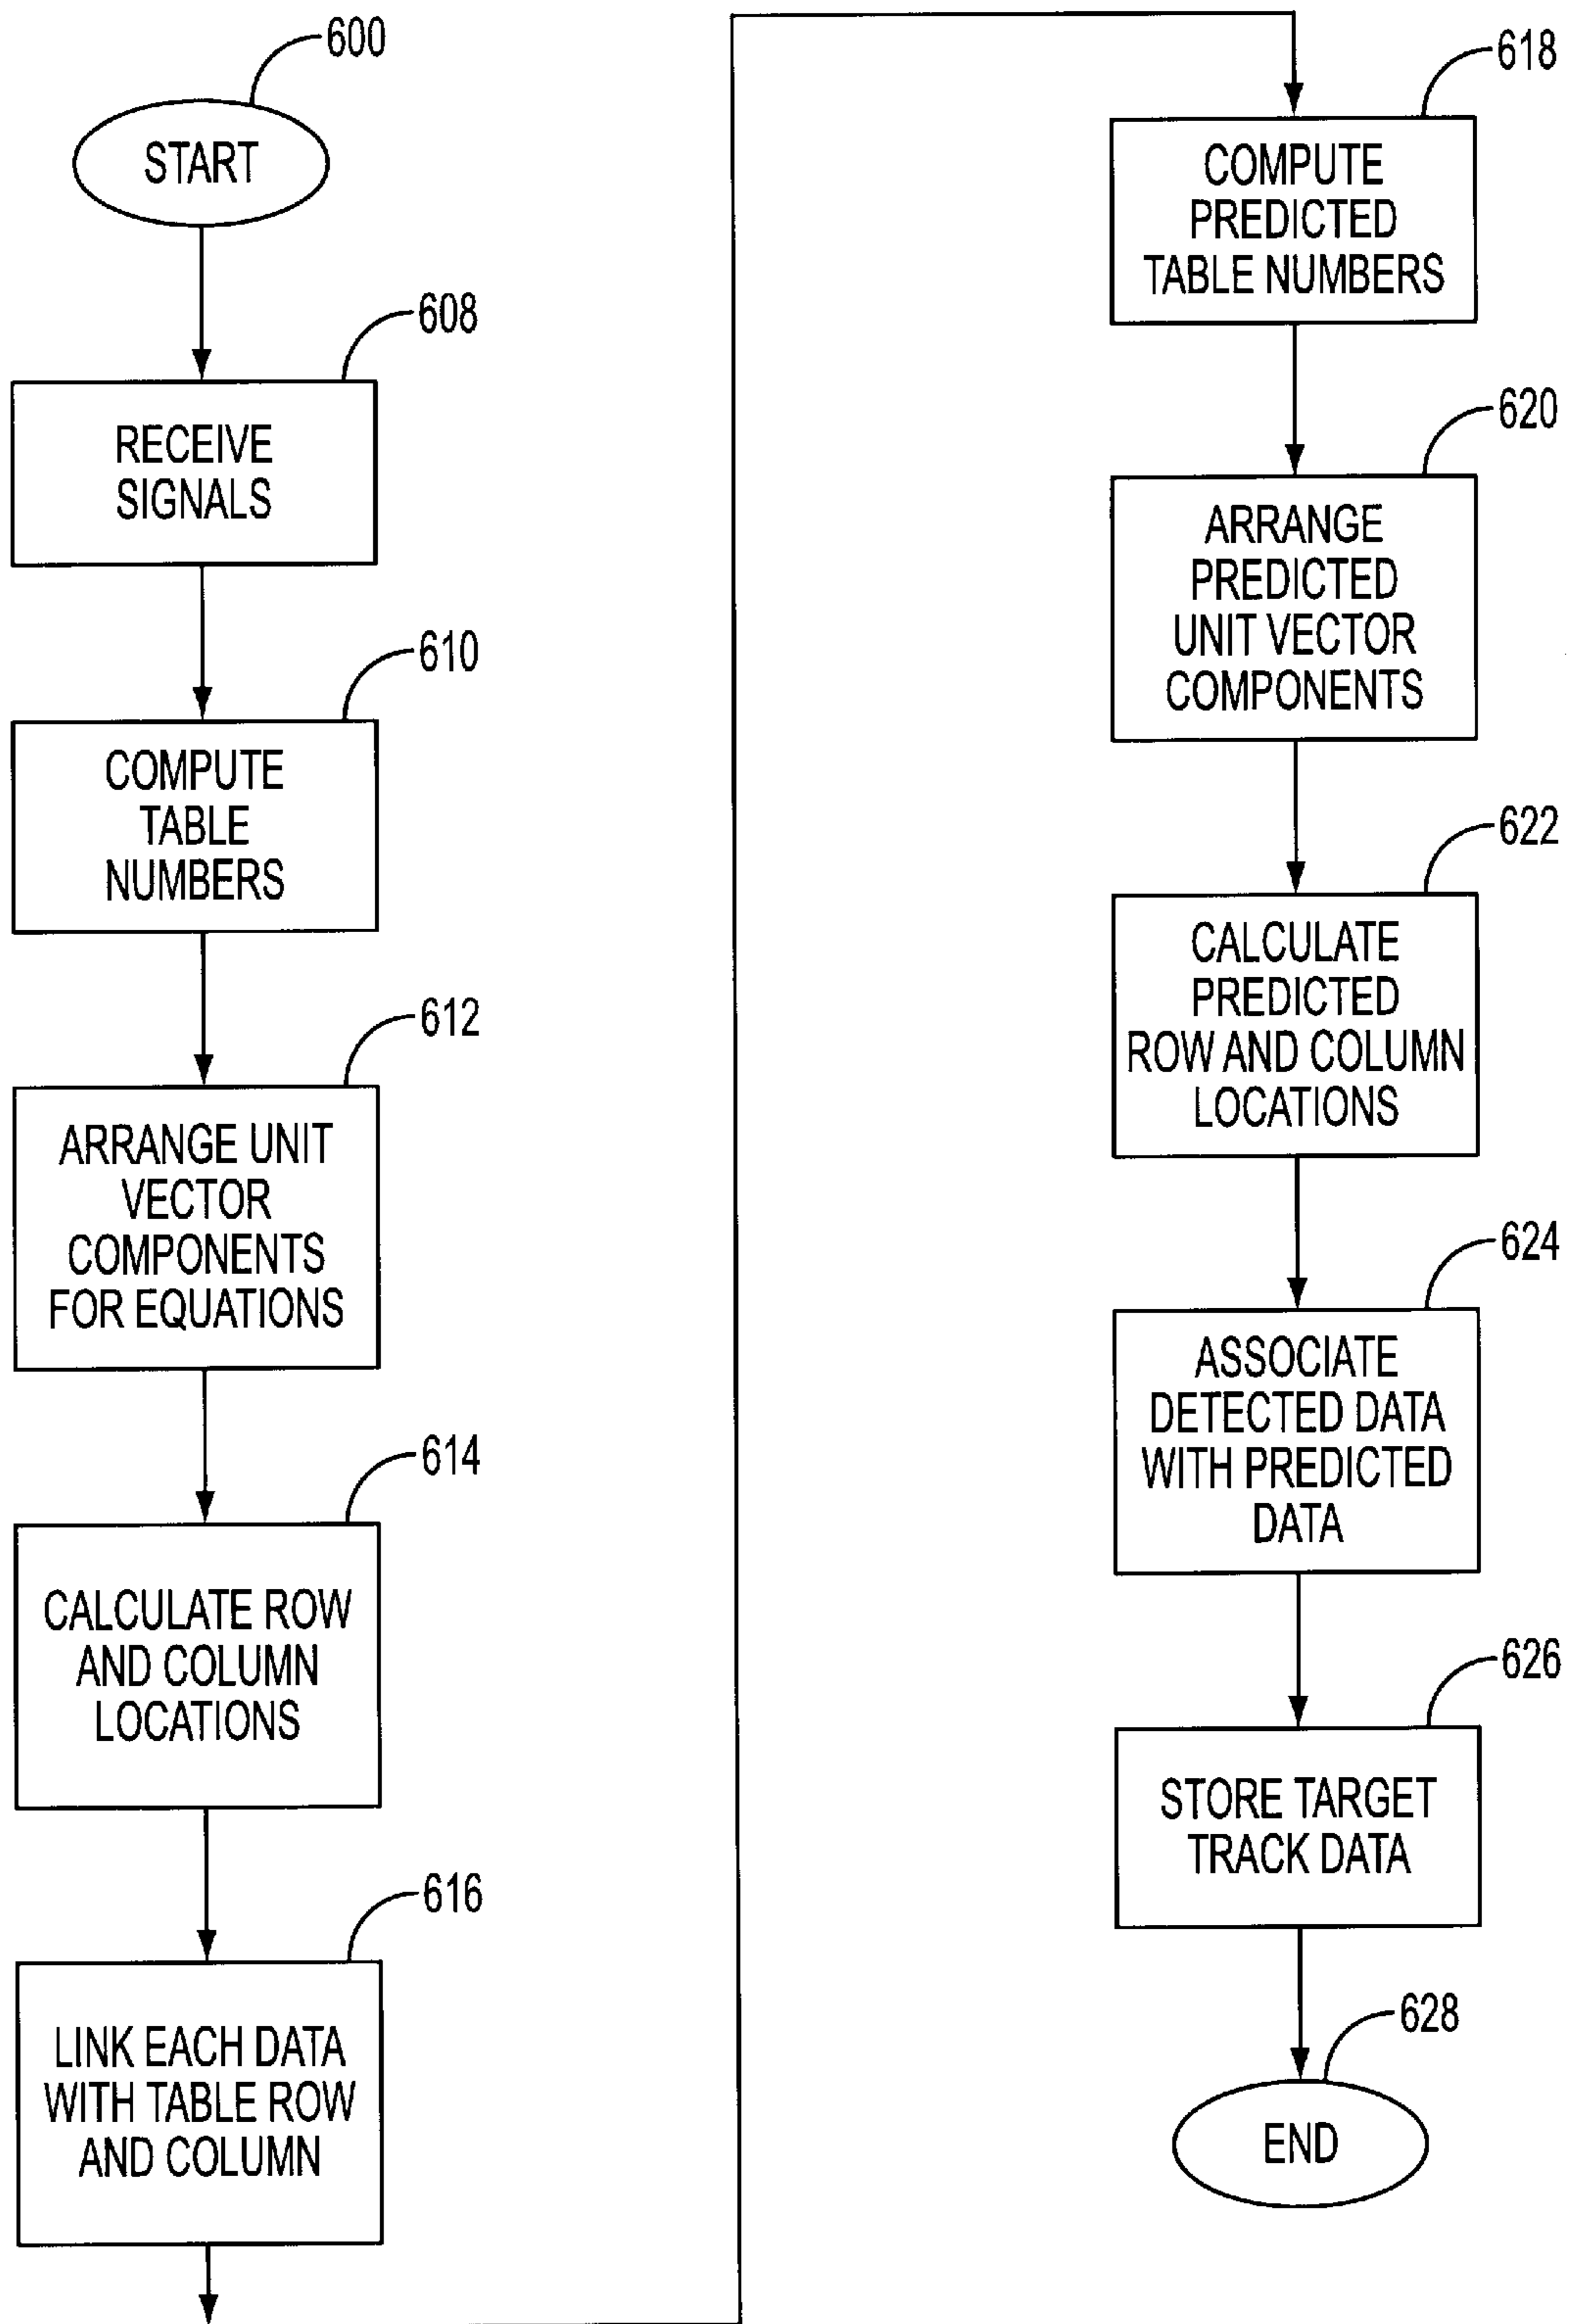 600
START
608
RECEIVE
SIGNALS
610
COMPUTE
TABLE
NUMBERS
612
ARRANGE UNIT
VECTOR
COMPONENTS
FOR EQUATIONS
614
CALCULATE ROW
AND COLUMN
LOCATIONS
616
LINK EACH DATA
WITH TABLE ROW
AND COLUMN
618
COMPUTE
PREDICTED
TABLE NUMBERS
620
ARRANGE
PREDICTED
UNIT VECTOR
COMPONENTS
622
CALCULATE
PREDICTED
ROW AND COLUMN
LOCATIONS
624
ASSOCIATE
DETECTED DATA
WITH PREDICTED
DATA
626
STORE TARGET
TRACK DATA
628
END